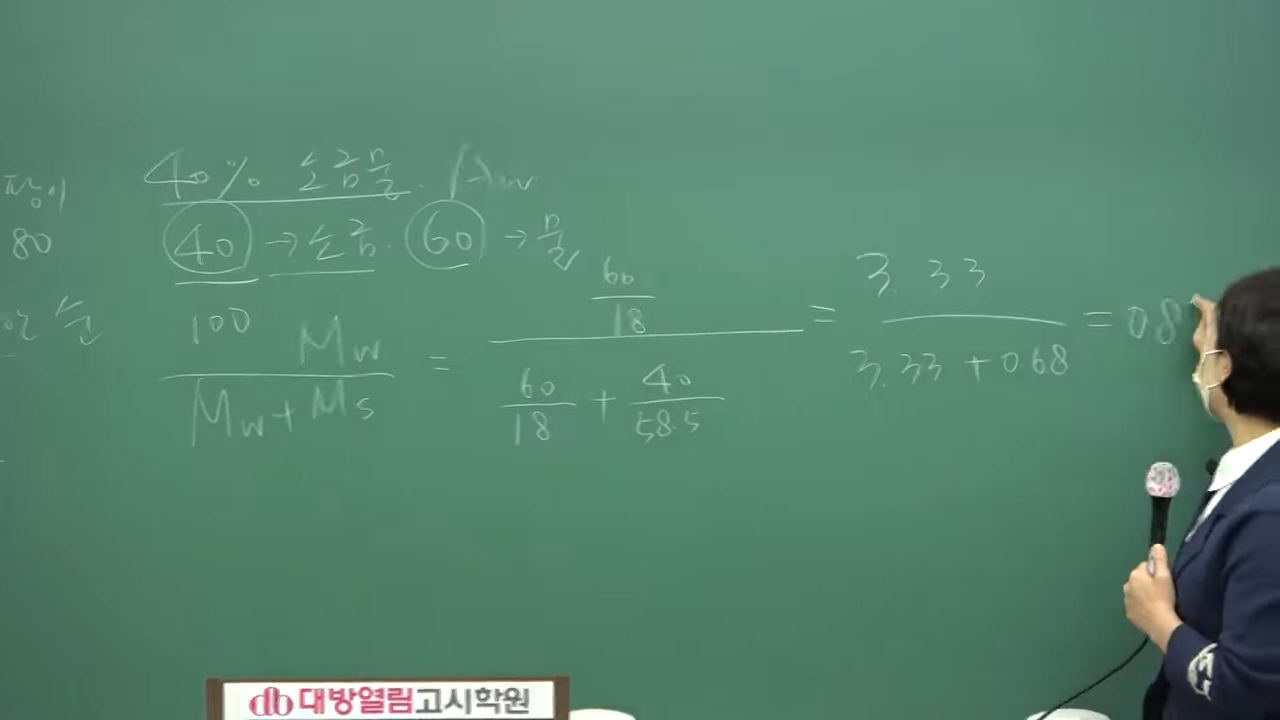 80
40% 소금물. Aw
40 → 소금. 60 → 물
100
Mw / Mw + Ms = 60/18 / 60/18 + 40/58.5 = 3.33 / 3.33 + 0.68 = 0.8
대방열림고시학원